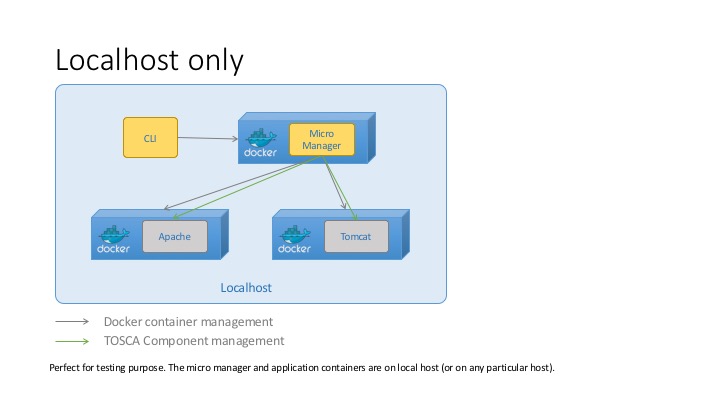 Localhost only
CLI
docker
Micro
Manager
docker
Apache
docker
Tomcat
Localhost
Docker container management
TOSCA Component management
Perfect for testing purpose. The micro manager and application containers are on local host (or on any particular host).